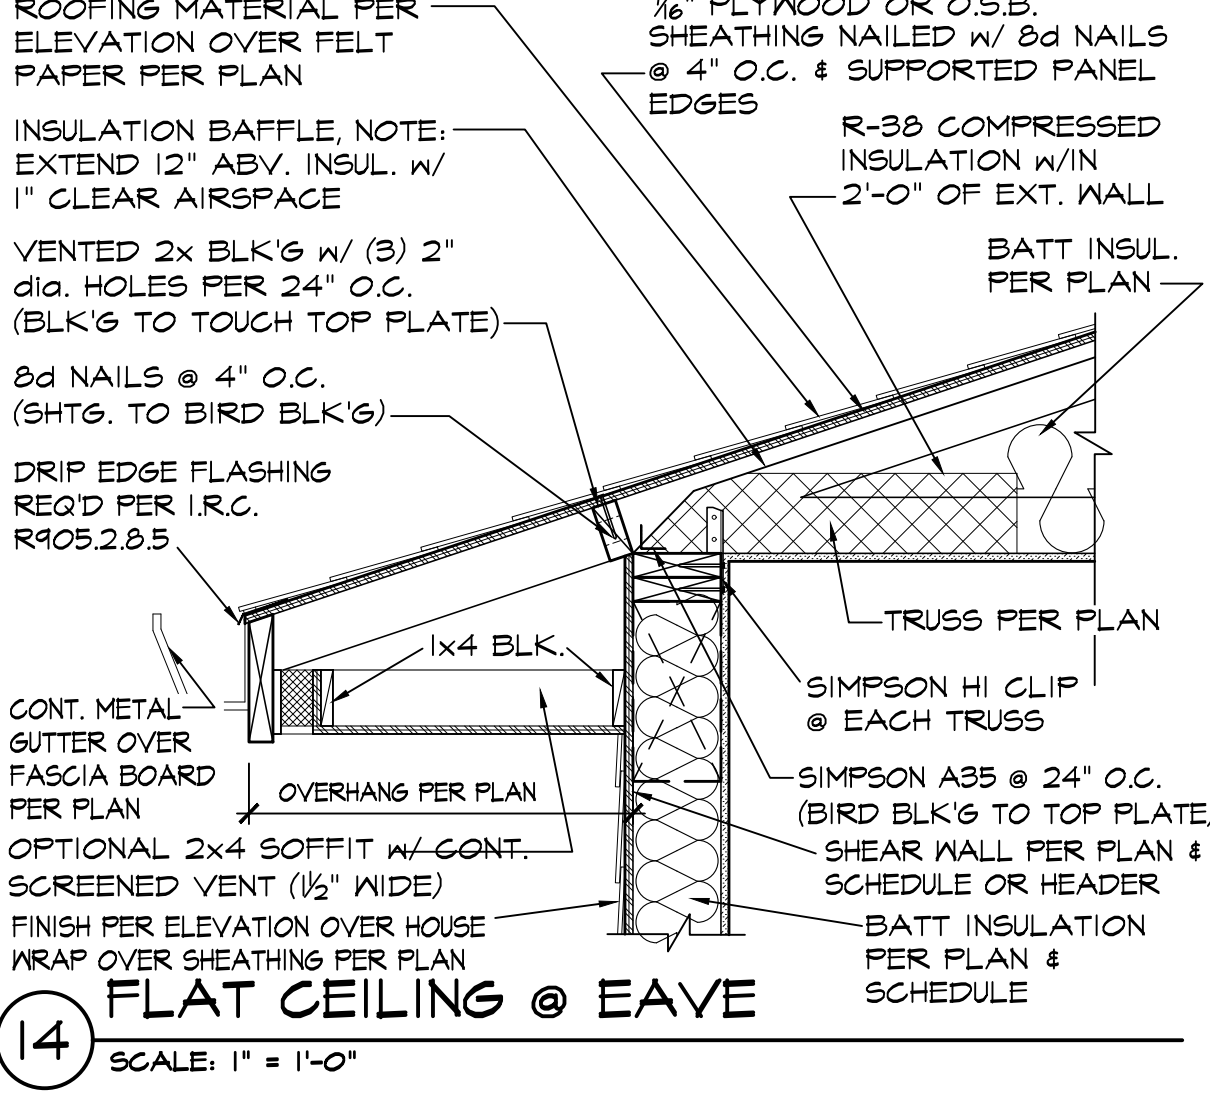 ROOFING MATERIAL PER
ELEVATION OVER FELT
PAPER PER PLAN
INSULATION BAFFLE, NOTE:
EXTEND 12" ABV. INSUL. w/
1" CLEAR AIRSPACE
VENTED 2x BLK'G w/ (3) 2"
dia. HOLES PER 24" O.C.
(BLK'G TO TOUCH TOP PLATE)
8d NAILS @ 4" O.C.
(SHTG. TO BIRD BLK'G)
DRIP EDGE FLASHING
REQ'D PER I.R.C.
R905.2.8.5
PLYWOOD OR O.S.B.
SHEATHING NAILED w/ 8d NAILS
@ 4" O.C. & SUPPORTED PANEL
EDGES
R-38 COMPRESSED
INSULATION w/IN
2'-0" OF EXT. WALL
BATT INSUL.
PER PLAN
1x4 BLK.
TRUSS PER PLAN
CONT. METAL
GUTTER OVER
FASCIA BOARD
PER PLAN
OVERHANG PER PLAN
SIMPSON H1 CLIP
@ EACH TRUSS
SIMPSON A35 @ 24" O.C.
(BIRD BLK'G TO TOP PLATE
OPTIONAL 2x4 SOFFIT w/ CONT.
SCREENED VENT (1½" WIDE)
SHEAR WALL PER PLAN &
SCHEDULE OR HEADER
FINISH PER ELEVATION OVER HOUSE
WRAP OVER SHEATHING PER PLAN
BATT INSULATION
PER PLAN &
SCHEDULE
14 FLAT CEILING @ EAVE
SCALE: 1" = 1'-0"